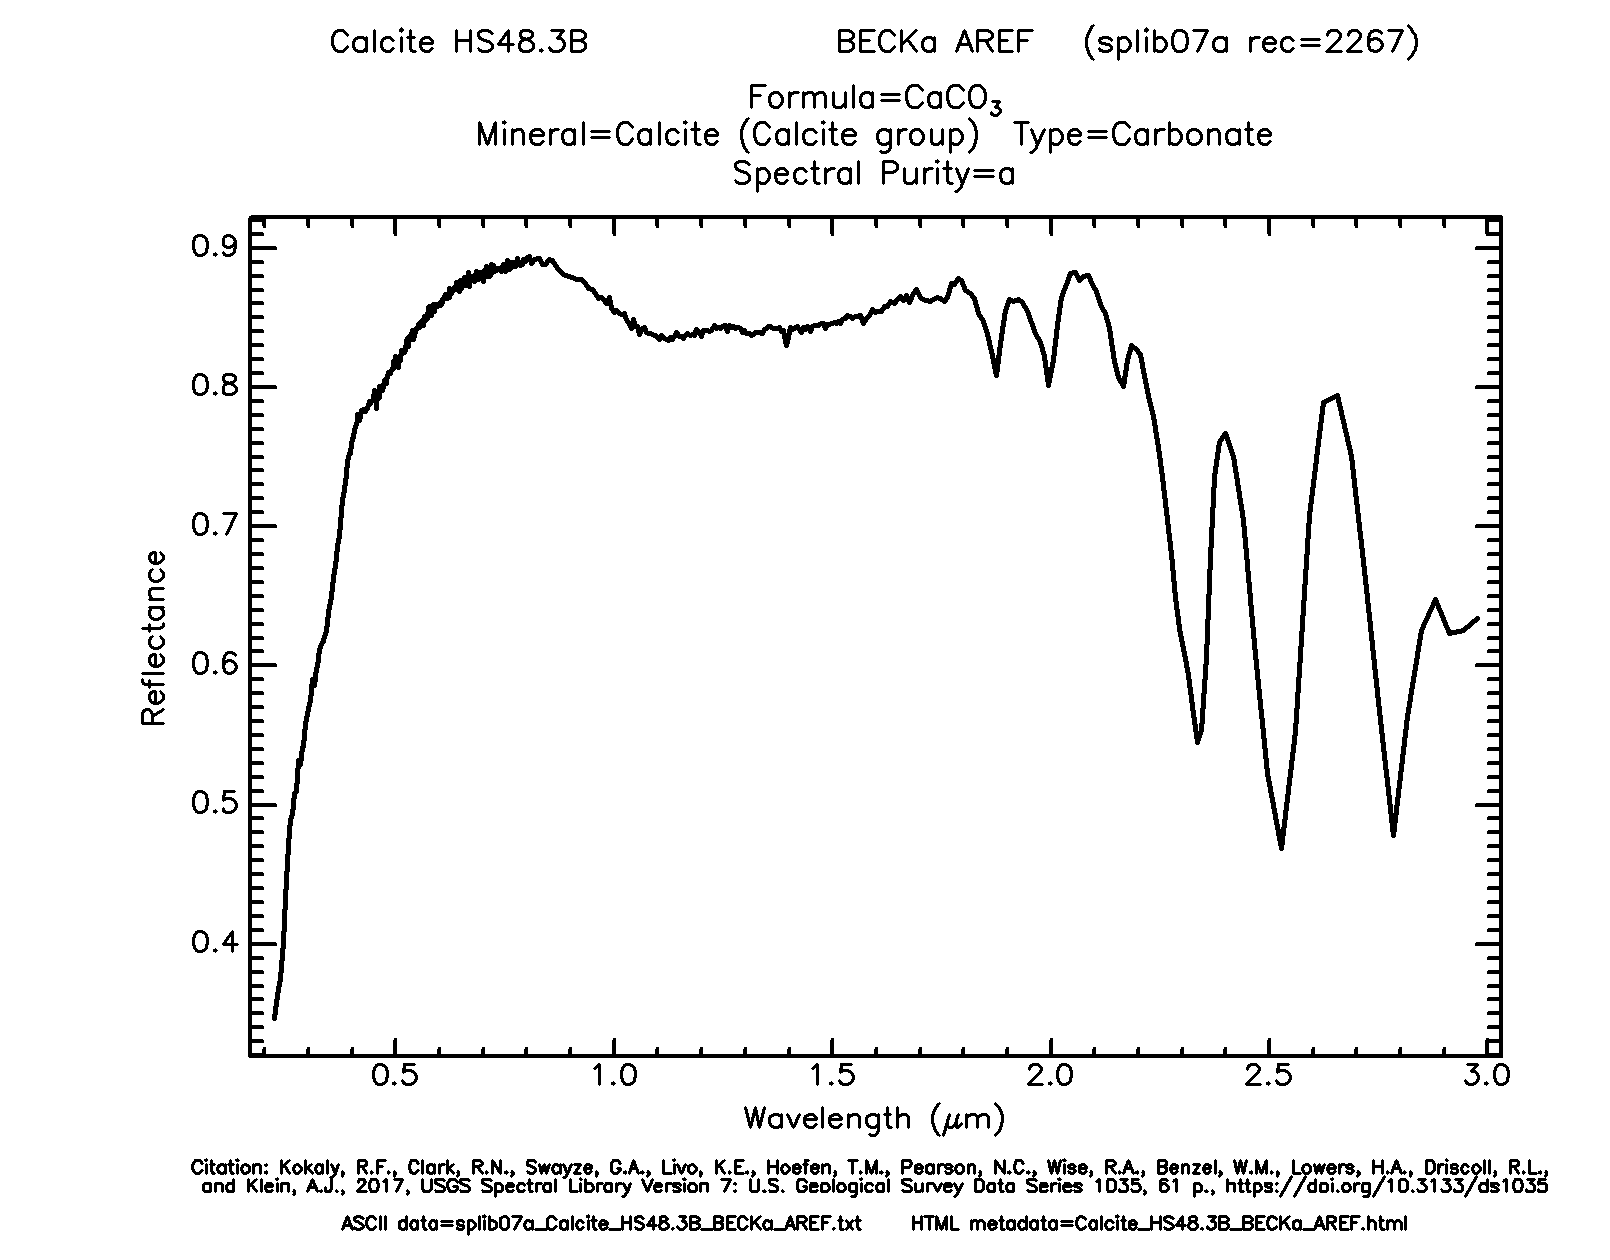 Calcite HS48.3B BECKa AREF (splib07a rec=2267)
Formula=CaCO₃
Mineral=Calcite (Calcite group) Type=Carbonate
Spectral Purity=a
0.9
0.8
0.7
0.6
0.5
0.4
Reflectance
0.5 1.0 1.5 2.0 2.5 3.0
Wavelength (μm)
Citation: Kokaly, R.F., Clark, R.N., Swayze, G.A., Livo, K.E., Hoefen, T.M., Pearson, N.C., Wise, R.A., Benzel, W.M., Lowers, H.A., Driscoll, R.L.,
and Klein, A.J., 2017, USGS Spectral Library Version 7: U.S. Geological Survey Data Series 1035, 61 p., https://doi.org/10.3133/ds1035
ASCII data=splib07a_Calcite_HS48.3B_BECKa_AREF.txt HTML metadata=Calcite_HS48.3B_BECKa_AREF.html